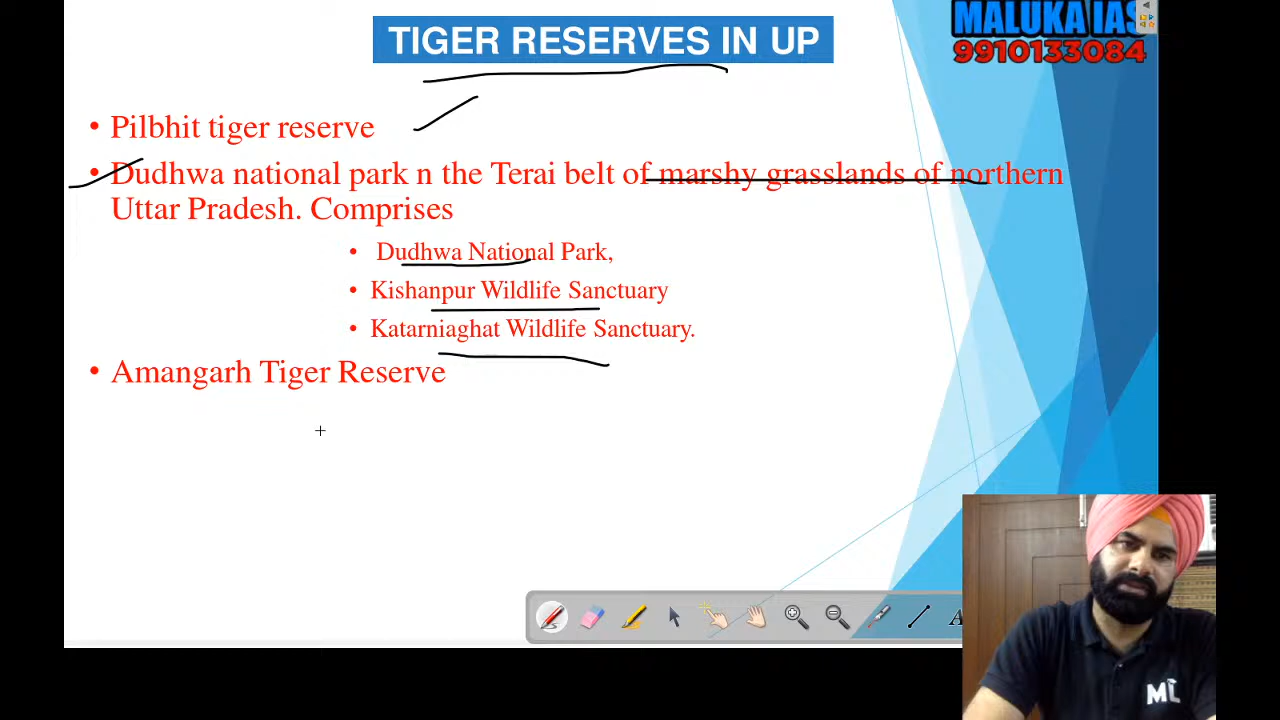 TIGER RESERVES IN UP
MALUKA IAS
9910133084
• Pilbhit tiger reserve
• Dudhwa national park n the Terai belt of marshy grasslands of northern
Uttar Pradesh. Comprises
• Dudhwa National Park,
• Kishanpur Wildlife Sanctuary
• Katarniaghat Wildlife Sanctuary.
• Amangarh Tiger Reserve
A
ML